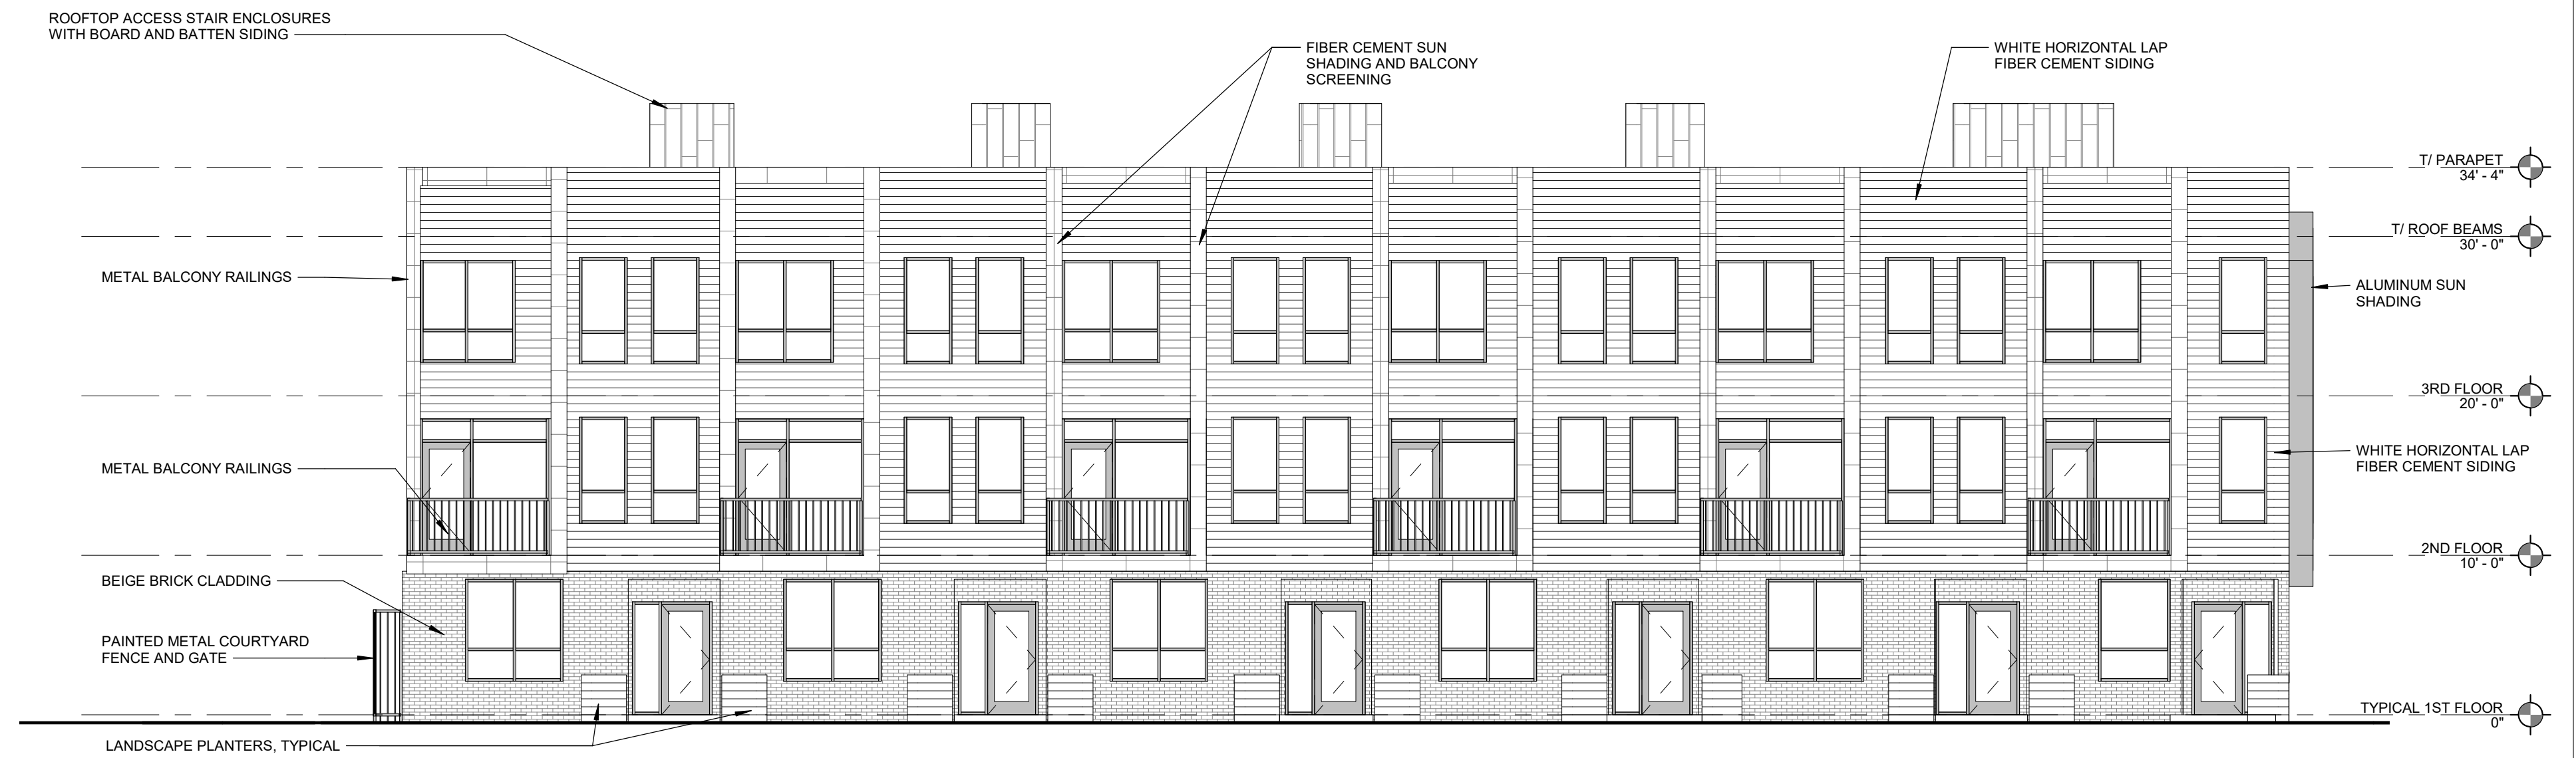 ROOFTOP ACCESS STAIR ENCLOSURES
WITH BOARD AND BATTEN SIDING
FIBER CEMENT SUN
SHADING AND BALCONY
SCREENING
WHITE HORIZONTAL LAP
FIBER CEMENT SIDING
T/ PARAPET
34' - 4"
T/ ROOF BEAMS
30' - 0"
METAL BALCONY RAILINGS
ALUMINUM SUN
SHADING
3RD FLOOR
20' - 0"
METAL BALCONY RAILINGS
WHITE HORIZONTAL LAP
FIBER CEMENT SIDING
2ND FLOOR
10' - 0"
BEIGE BRICK CLADDING
PAINTED METAL COURTYARD
FENCE AND GATE
TYPICAL 1ST FLOOR
0"
LANDSCAPE PLANTERS, TYPICAL